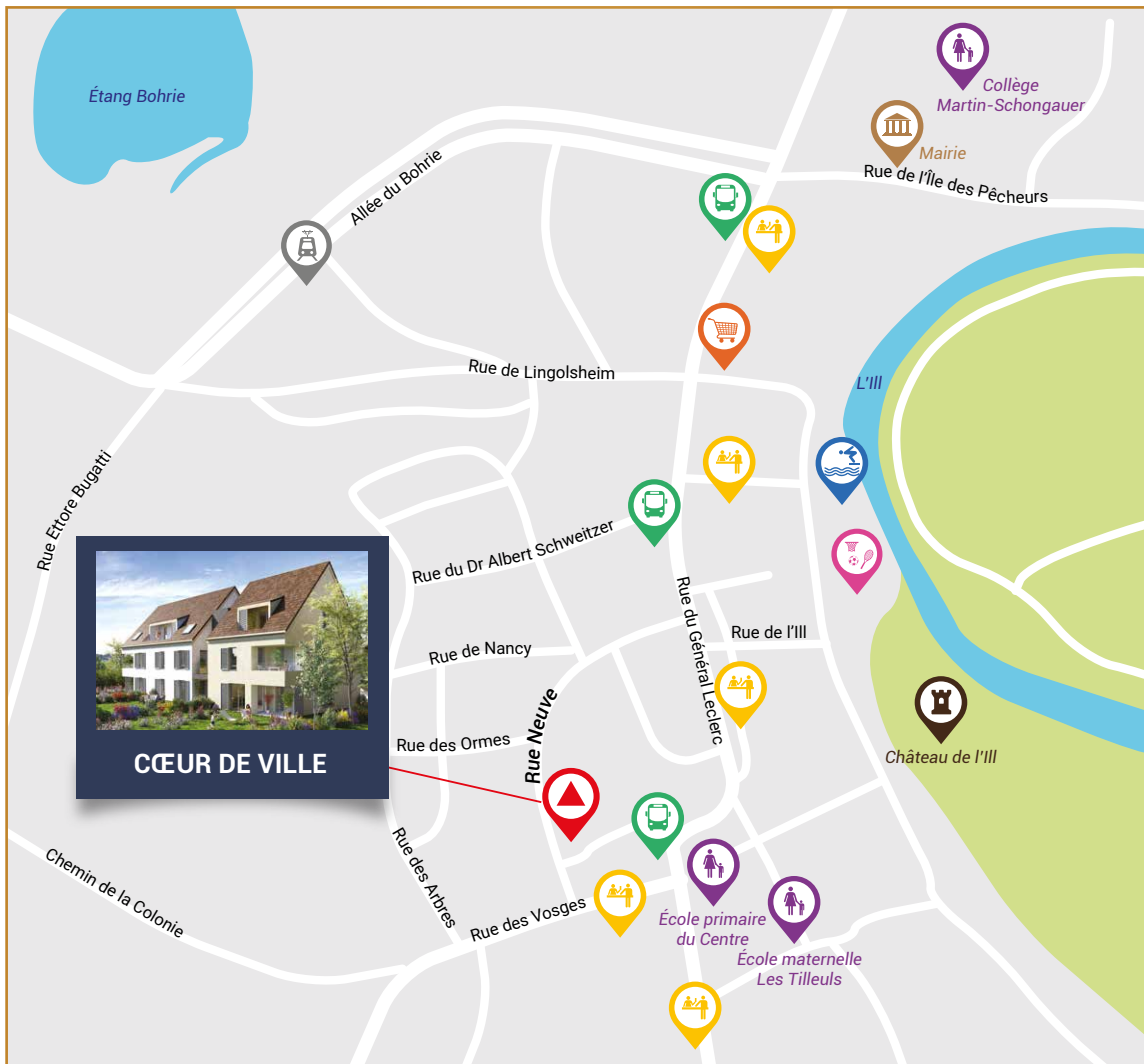 Étang Bohrie
Collège
Martin-Schongauer
Mairie
Rue de l'Île des Pêcheurs
Allée du Bohrie
Rue de Lingolsheim
L'Ill
Rue Ettore Bugatti
Rue du Dr Albert Schweitzer
Rue du Général Leclerc
Rue de l'Ill
Rue de Nancy
Rue Neuve
Rue des Ormes
CŒUR DE VILLE
Château de l'Ill
Chemin de la Colonie
Rue des Arbres
Rue des Vosges
École primaire
du Centre
École maternelle
Les Tilleuls